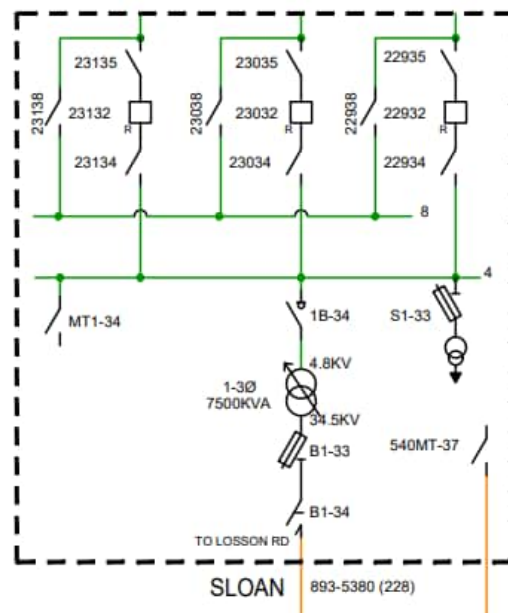 23135
23035
22935
23138
23132
R
23038
23032
R
22938
22932
R
23134
23034
22934
8
4
MT1-34
1B-34
S1-33
4.8KV
1-3Ø
7500KVA
34.5KV
B1-33
540MT-37
B1-34
TO LOSSON RD
SLOAN
893-5380 (228)